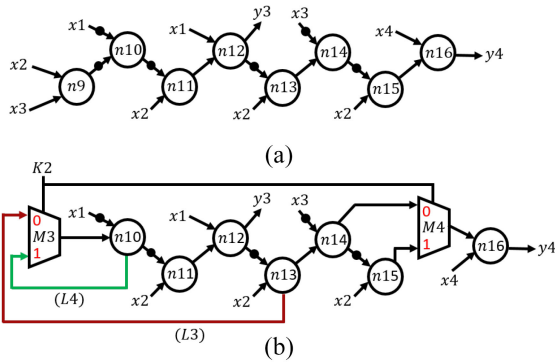 x1 x3
y3
n10 x1 n12 n14 x4 n16
x2 y4
n9 n11 n13 n15
x3 x2 x2 x2
(a)
K2
0 x1 x1 y3 x3 0
M3 n10 n12 n14 M4
1 n11 n13 n15 1 n16 y4
(L4) x2 x2 x2 x4
(L3)
(b)